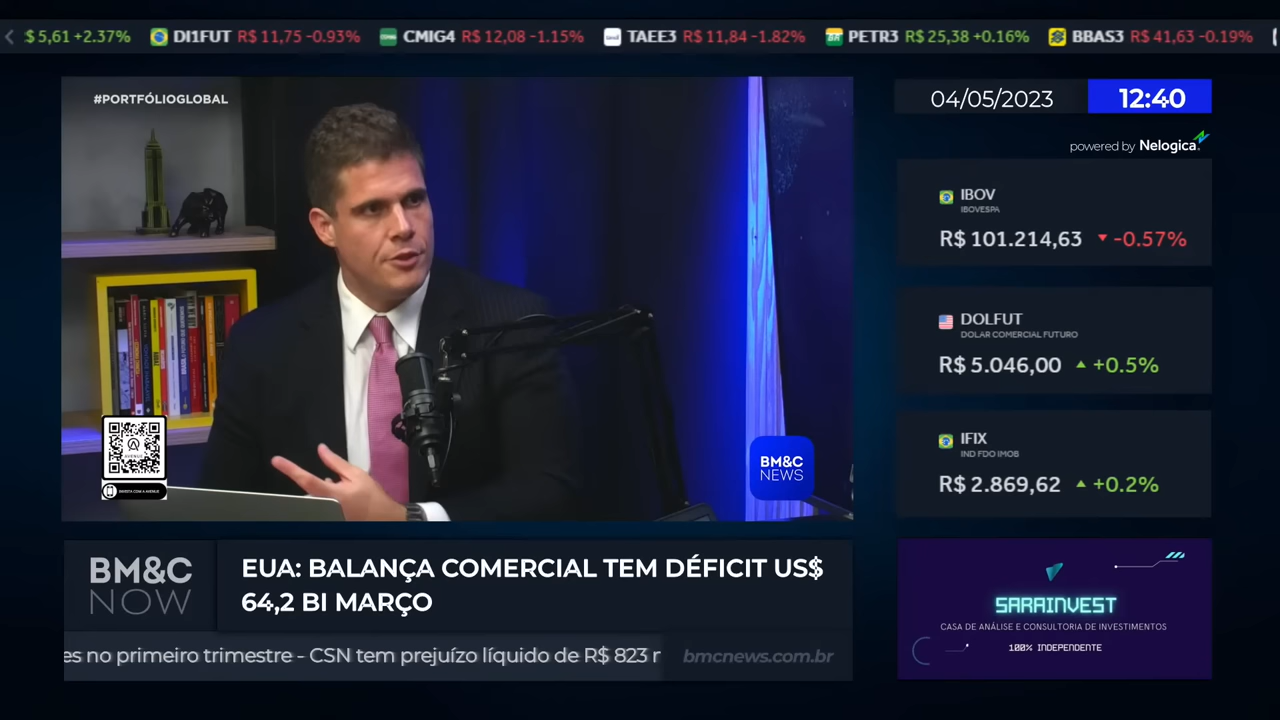 $ 5,61 +2.37% DI1FUT R$ 11,75 -0.93% CMIG4 R$ 12,08 -1.15% TAEE3 R$ 11,84 -1.82% PETR3 R$ 25,38 +0.16% BBAS3 R$ 41,63 -0.19%
#PORTFÓLIOGLOBAL
04/05/2023 12:40
powered by Nelogica
IBOV
IBOVESPA
R$ 101.214,63 -0.57%
DOLFUT
DOLAR COMERCIAL FUTURO
R$ 5.046,00 +0.5%
IFIX
IND FDO IMOB
R$ 2.869,62 +0.2%
INVISTA COM A AVENUE
BM&C
NEWS
BM&C
NOW
EUA: BALANÇA COMERCIAL TEM DÉFICIT US$
64,2 BI MARÇO
es no primeiro trimestre - CSN tem prejuízo líquido de R$ 823
bmcnews.com.br
SARAINVEST
CASA DE ANÁLISE E CONSULTORIA DE INVESTIMENTOS
100% INDEPENDENTE